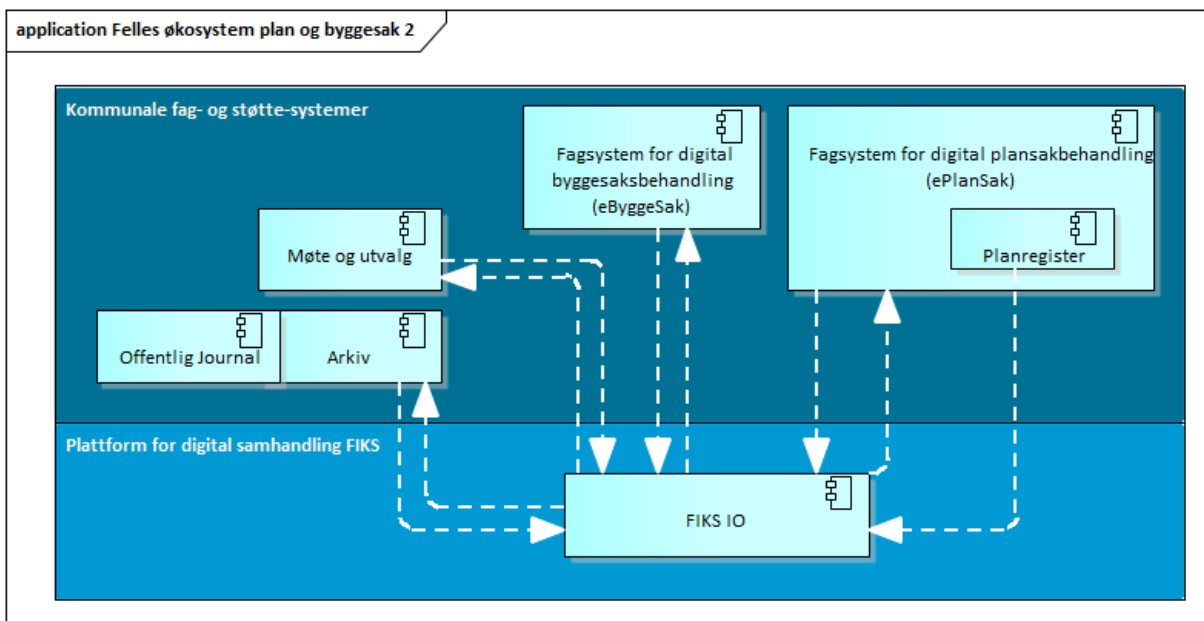 application Felles økosystem plan og byggesak 2
Kommunale fag- og støtte-systemer
Fagsystem for digital
byggesaksbehandling
(eByggeSak)
Fagsystem for digital plansakbehandling
(ePlanSak)
Planregister
Møte og utvalg
Offentlig Journal
Arkiv
Plattform for digital samhandling FIKS
FIKS IO